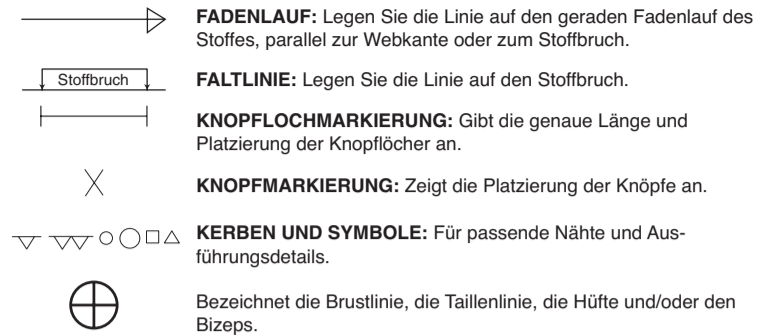 FADENLAUF: Legen Sie die Linie auf den geraden Fadenlauf des
Stoffes, parallel zur Webkante oder zum Stoffbruch.
Stoffbruch
FALTLINIE: Legen Sie die Linie auf den Stoffbruch.
KNOPFLOCHMARKIERUNG: Gibt die genaue Länge und
Platzierung der Knopflöcher an.
KNOPFMARKIERUNG: Zeigt die Platzierung der Knöpfe an.
KERBEN UND SYMBOLE: Für passende Nähte und Aus-
führungsdetails.
Bezeichnet die Brustlinie, die Taillenlinie, die Hüfte und/oder den
Bizeps.